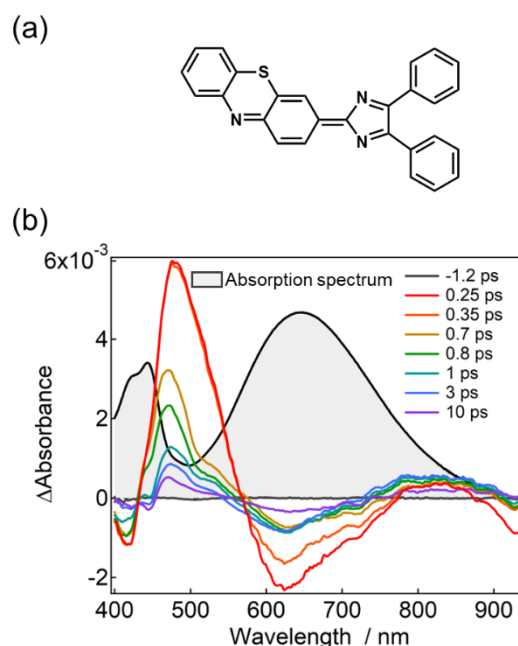 (a)
S
N
N
N
(b)
6x10⁻³
4
2
0
-2
ΔAbsorbance
Absorption spectrum
-1.2 ps
0.25 ps
0.35 ps
0.7 ps
0.8 ps
1 ps
3 ps
10 ps
400 500 600 700 800 900
Wavelength / nm